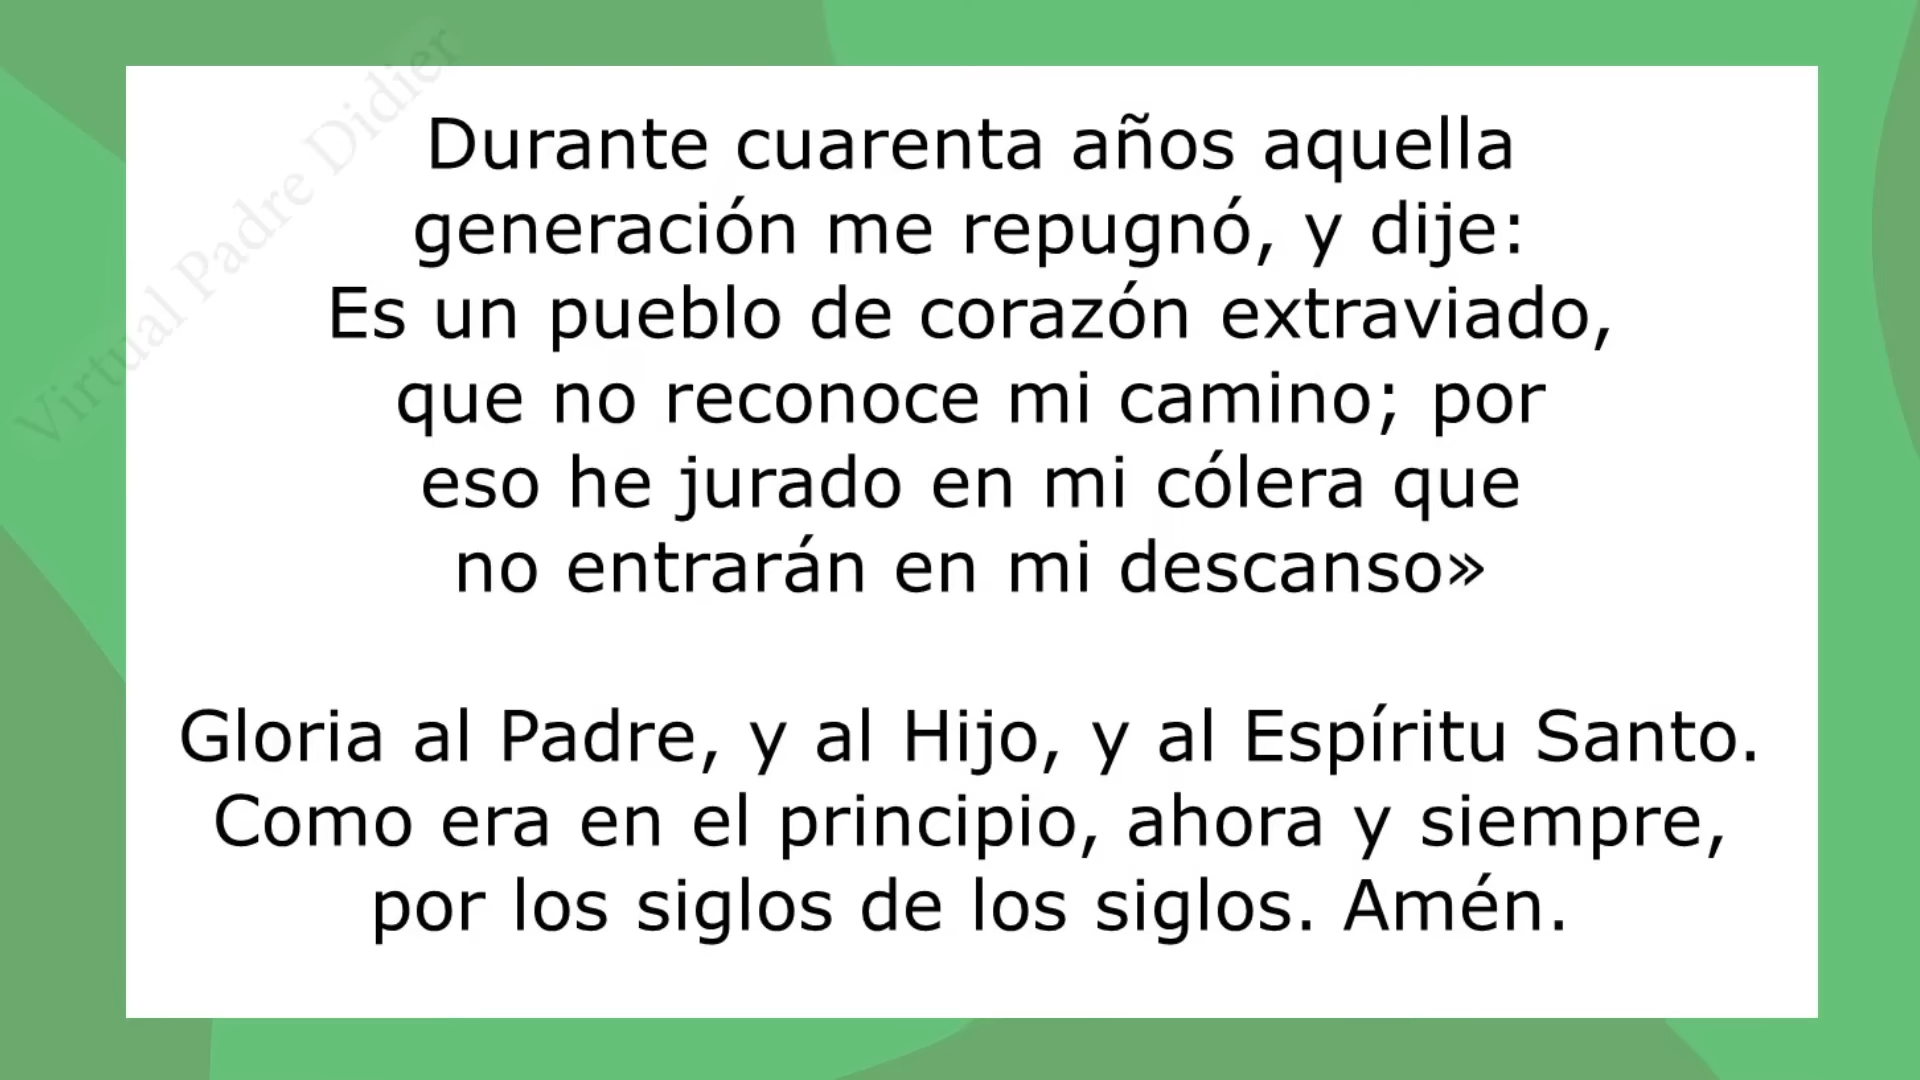 Virtual Padre Didier
Durante cuarenta años aquella
generación me repugnó, y dije:
Es un pueblo de corazón extraviado,
que no reconoce mi camino; por
eso he jurado en mi cólera que
no entrarán en mi descanso»
Gloria al Padre, y al Hijo, y al Espíritu Santo.
Como era en el principio, ahora y siempre,
por los siglos de los siglos. Amén.